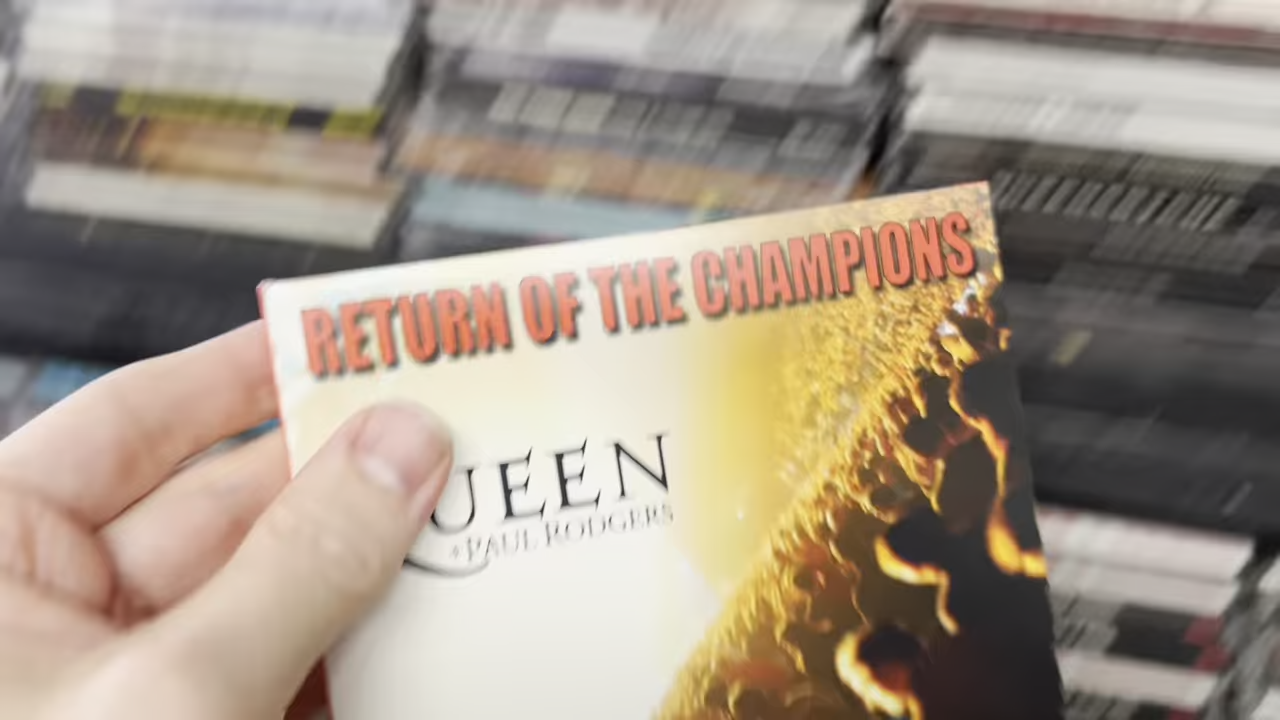 RETURN OF THE CHAMPIONS
UEEN
+ PAUL RODGERS